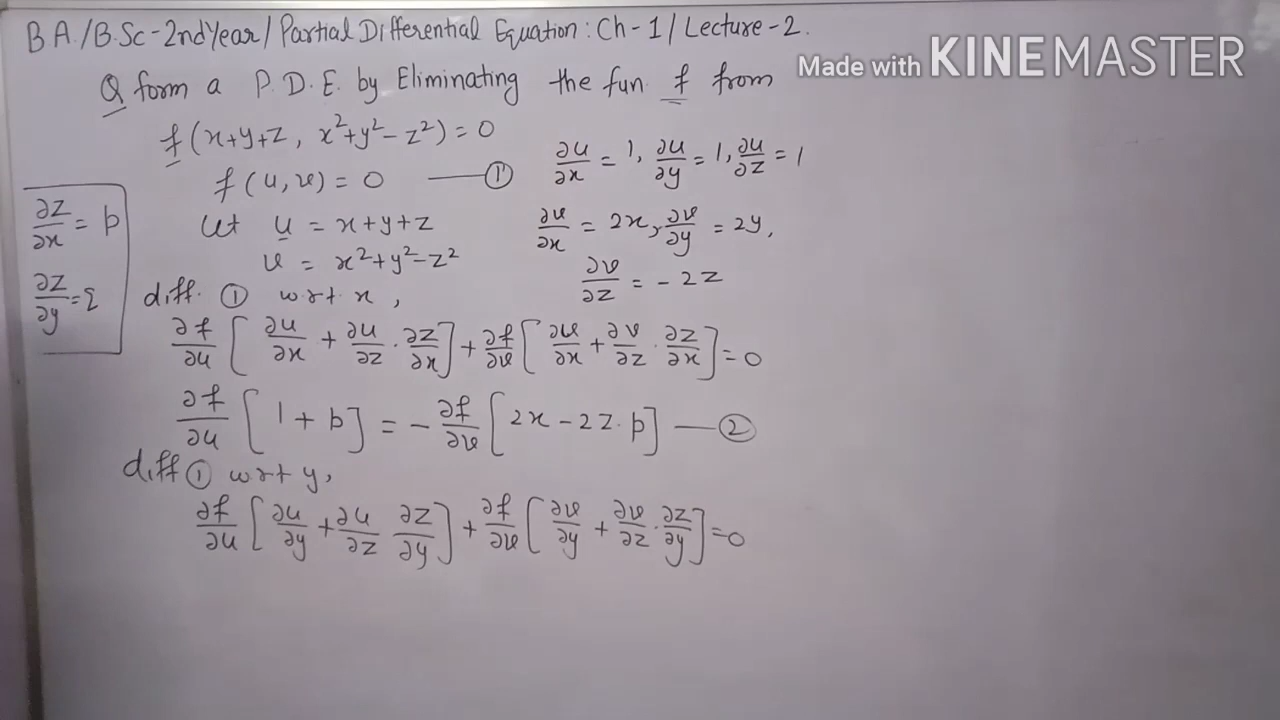 BA./B.Sc-2ndYear/Partial Differential Equation: Ch-1/Lecture-2.
Made with KINEMASTER
Q form a P.D.E. by Eliminating the fun. f from
f(x+y+z, x²+y²-z²)=0
f(u,v)=0 —— ①
∂u/∂x = 1, ∂u/∂y = 1, ∂u/∂z = 1
∂z/∂x = p
∂z/∂y = q
Let u = x+y+z
v = x²+y²-z²
∂v/∂x = 2x, ∂v/∂y = 2y,
∂v/∂z = -2z
diff. ① w.r.t. x,
∂f/∂u [∂u/∂x + ∂u/∂z · ∂z/∂x] + ∂f/∂v [∂v/∂x + ∂v/∂z · ∂z/∂x] = 0
∂f/∂u [1+p] = -∂f/∂v [2x-2z.p] —— ②
diff ① w r t y,
∂f/∂u [∂u/∂y + ∂u/∂z ∂z/∂y] + ∂f/∂v [∂v/∂y + ∂v/∂z · ∂z/∂y] = 0